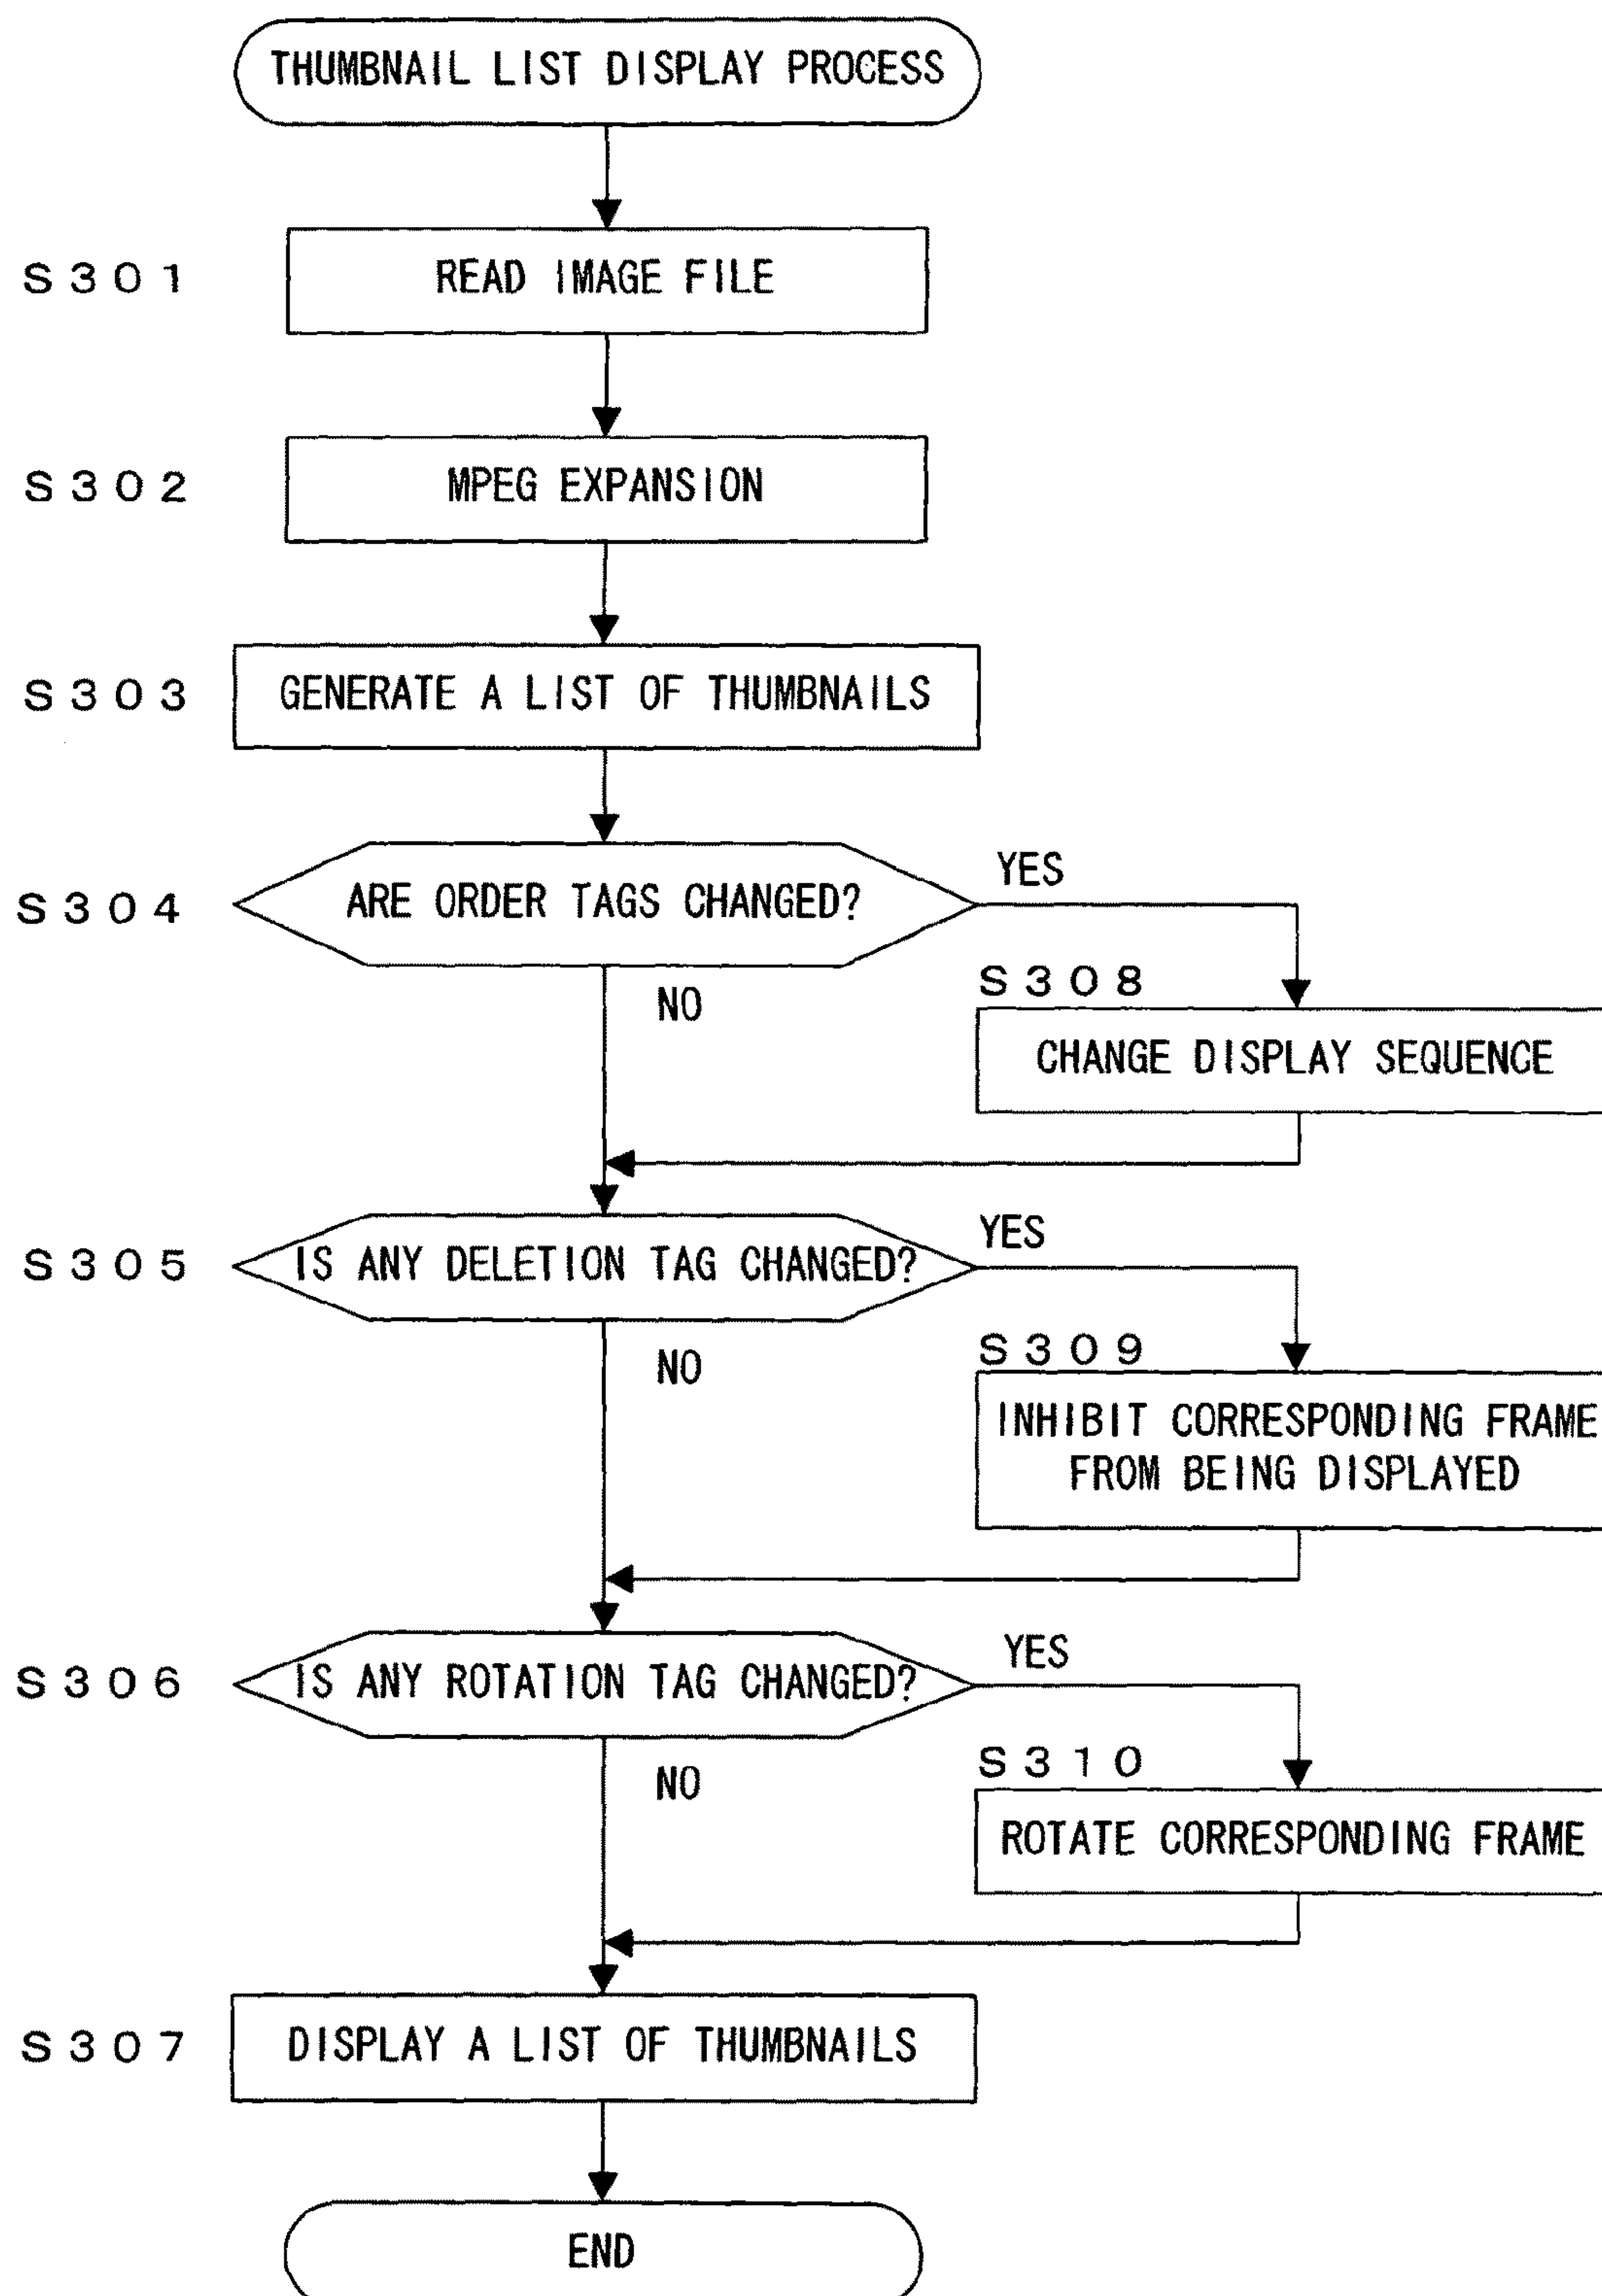 THUMBNAIL LIST DISPLAY PROCESS
S301
READ IMAGE FILE
S302
MPEG EXPANSION
S303
GENERATE A LIST OF THUMBNAILS
S304
ARE ORDER TAGS CHANGED?
YES
NO
S308
CHANGE DISPLAY SEQUENCE
S305
IS ANY DELETION TAG CHANGED?
YES
NO
S309
INHIBIT CORRESPONDING FRAME
FROM BEING DISPLAYED
S306
IS ANY ROTATION TAG CHANGED?
YES
NO
S310
ROTATE CORRESPONDING FRAME
S307
DISPLAY A LIST OF THUMBNAILS
END